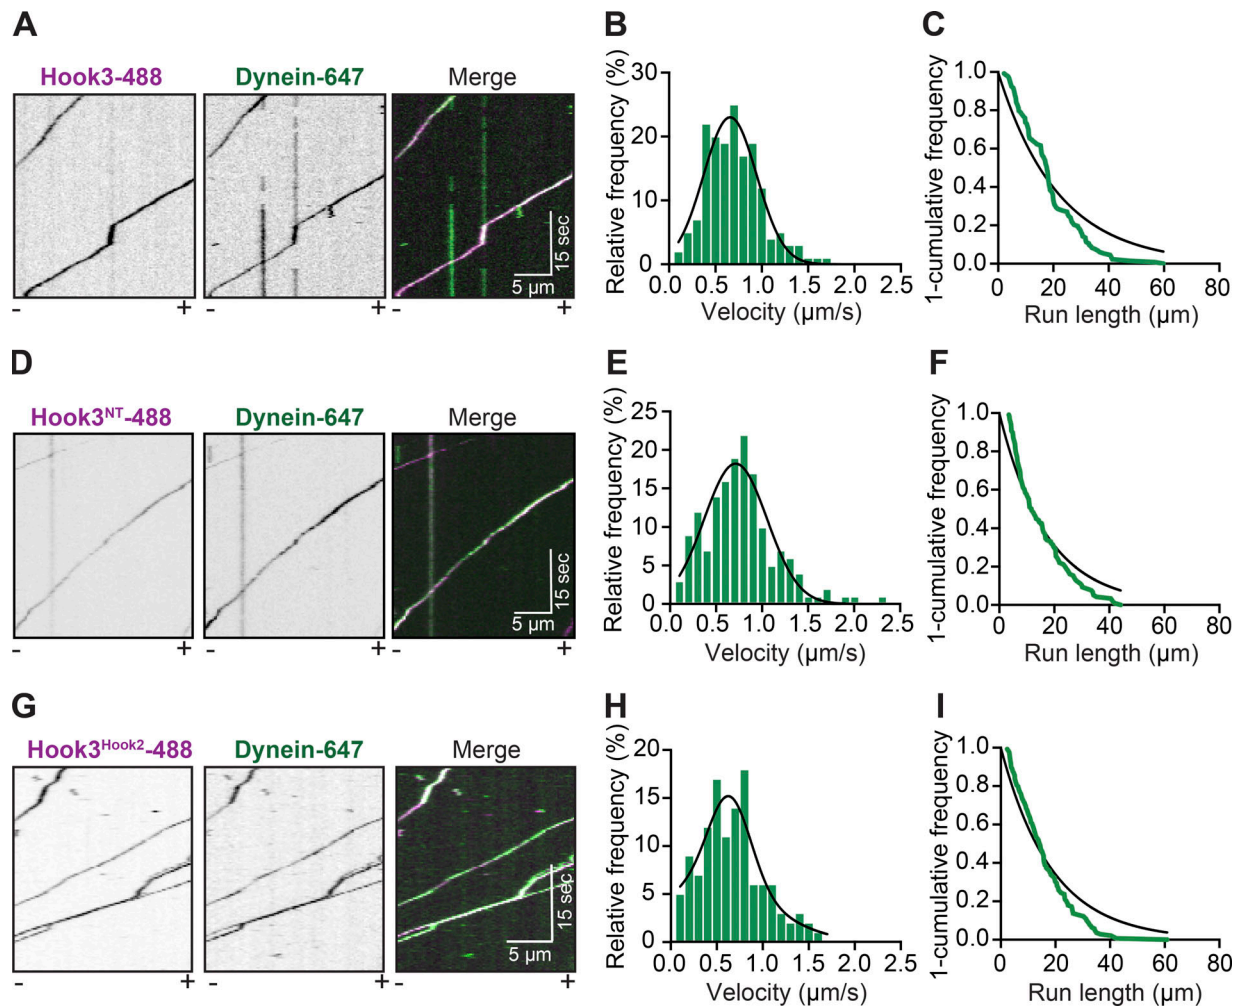 A
Hook3-488 Dynein-647 Merge
15 sec
5 µm
- + - +
B
Relative frequency (%)
30
20
10
0
0.0 0.5 1.0 1.5 2.0 2.5
Velocity (µm/s)
C
1-cumulative frequency
1.0
0.8
0.6
0.4
0.2
0.0
0 20 40 60 80
Run length (µm)
D
Hook3NT-488 Dynein-647 Merge
15 sec
5 µm
- + - + - +
E
Relative frequency (%)
25
20
15
10
5
0
0.0 0.5 1.0 1.5 2.0 2.5
Velocity (µm/s)
F
1-cumulative frequency
1.0
0.8
0.6
0.4
0.2
0.0
0 20 40 60 80
Run length (µm)
G
Hook3Hook2-488 Dynein-647 Merge
15 sec
5 µm
- + - + - +
H
Relative frequency (%)
20
15
10
5
0
0.0 0.5 1.0 1.5 2.0 2.5
Velocity (µm/s)
I
1-cumulative frequency
1.0
0.8
0.6
0.4
0.2
0.0
0 20 40 60 80
Run length (µm)